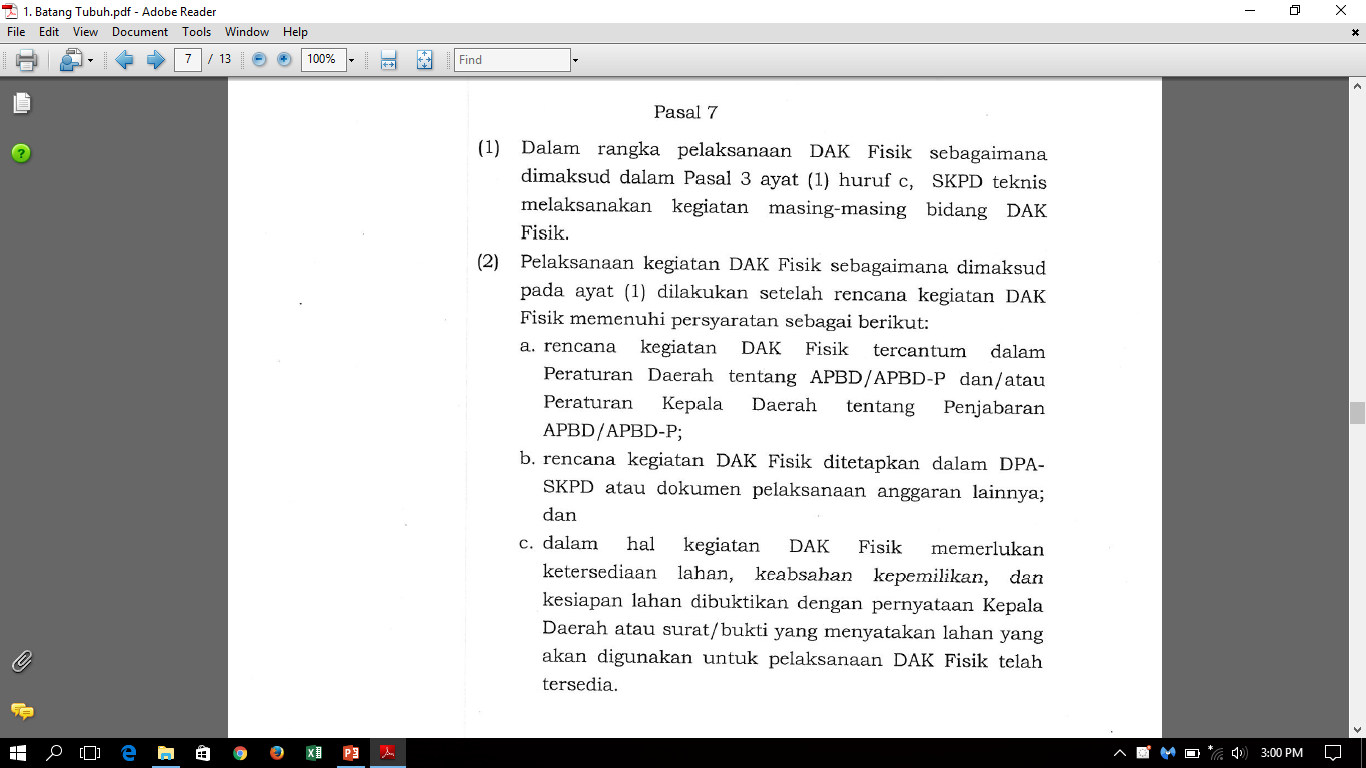 1. Batang Tubuh.pdf - Adobe Reader
File Edit View Document Tools Window Help
7 / 13 100% Find
Pasal 7
(1) Dalam rangka pelaksanaan DAK Fisik sebagaimana
dimaksud dalam Pasal 3 ayat (1) huruf c, SKPD teknis
melaksanakan kegiatan masing-masing bidang DAK
Fisik.
(2) Pelaksanaan kegiatan DAK Fisik sebagaimana dimaksud
pada ayat (1) dilakukan setelah rencana kegiatan DAK
Fisik memenuhi persyaratan sebagai berikut:
a. rencana kegiatan DAK Fisik tercantum dalam
Peraturan Daerah tentang APBD/APBD-P dan/atau
Peraturan Kepala Daerah tentang Penjabaran
APBD/APBD-P;
b. rencana kegiatan DAK Fisik ditetapkan dalam DPA-
SKPD atau dokumen pelaksanaan anggaran lainnya;
dan
c. dalam hal kegiatan DAK Fisik memerlukan
ketersediaan lahan, keabsahan kepemilikan, dan
kesiapan lahan dibuktikan dengan pernyataan Kepala
Daerah atau surat/bukti yang menyatakan lahan yang
akan digunakan untuk pelaksanaan DAK Fisik telah
tersedia.
3:00 PM